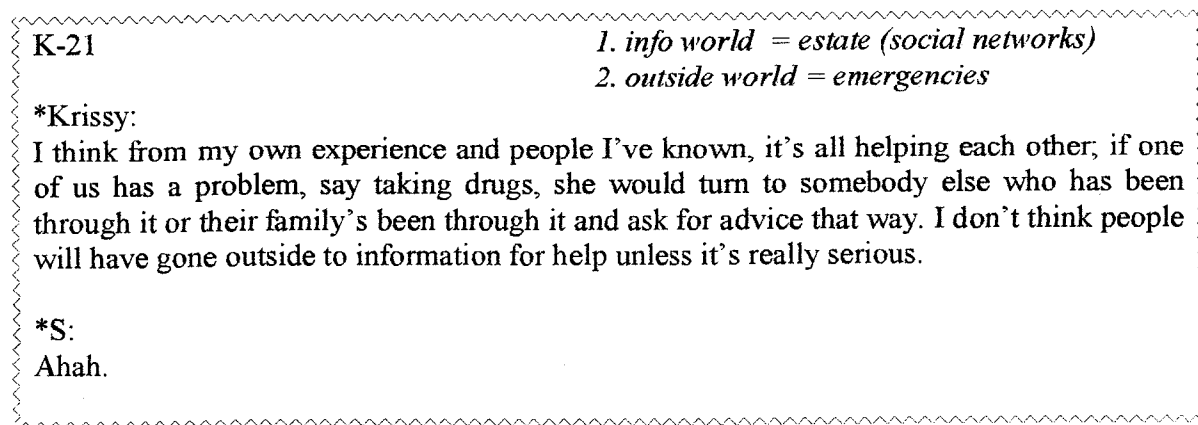 K-21
1. info world = estate (social networks)
2. outside world = emergencies
*Krissy:
I think from my own experience and people I've known, it's all helping each other; if one
of us has a problem, say taking drugs, she would turn to somebody else who has been
through it or their family's been through it and ask for advice that way. I don't think people
will have gone outside to information for help unless it's really serious.
*S:
Ahah.